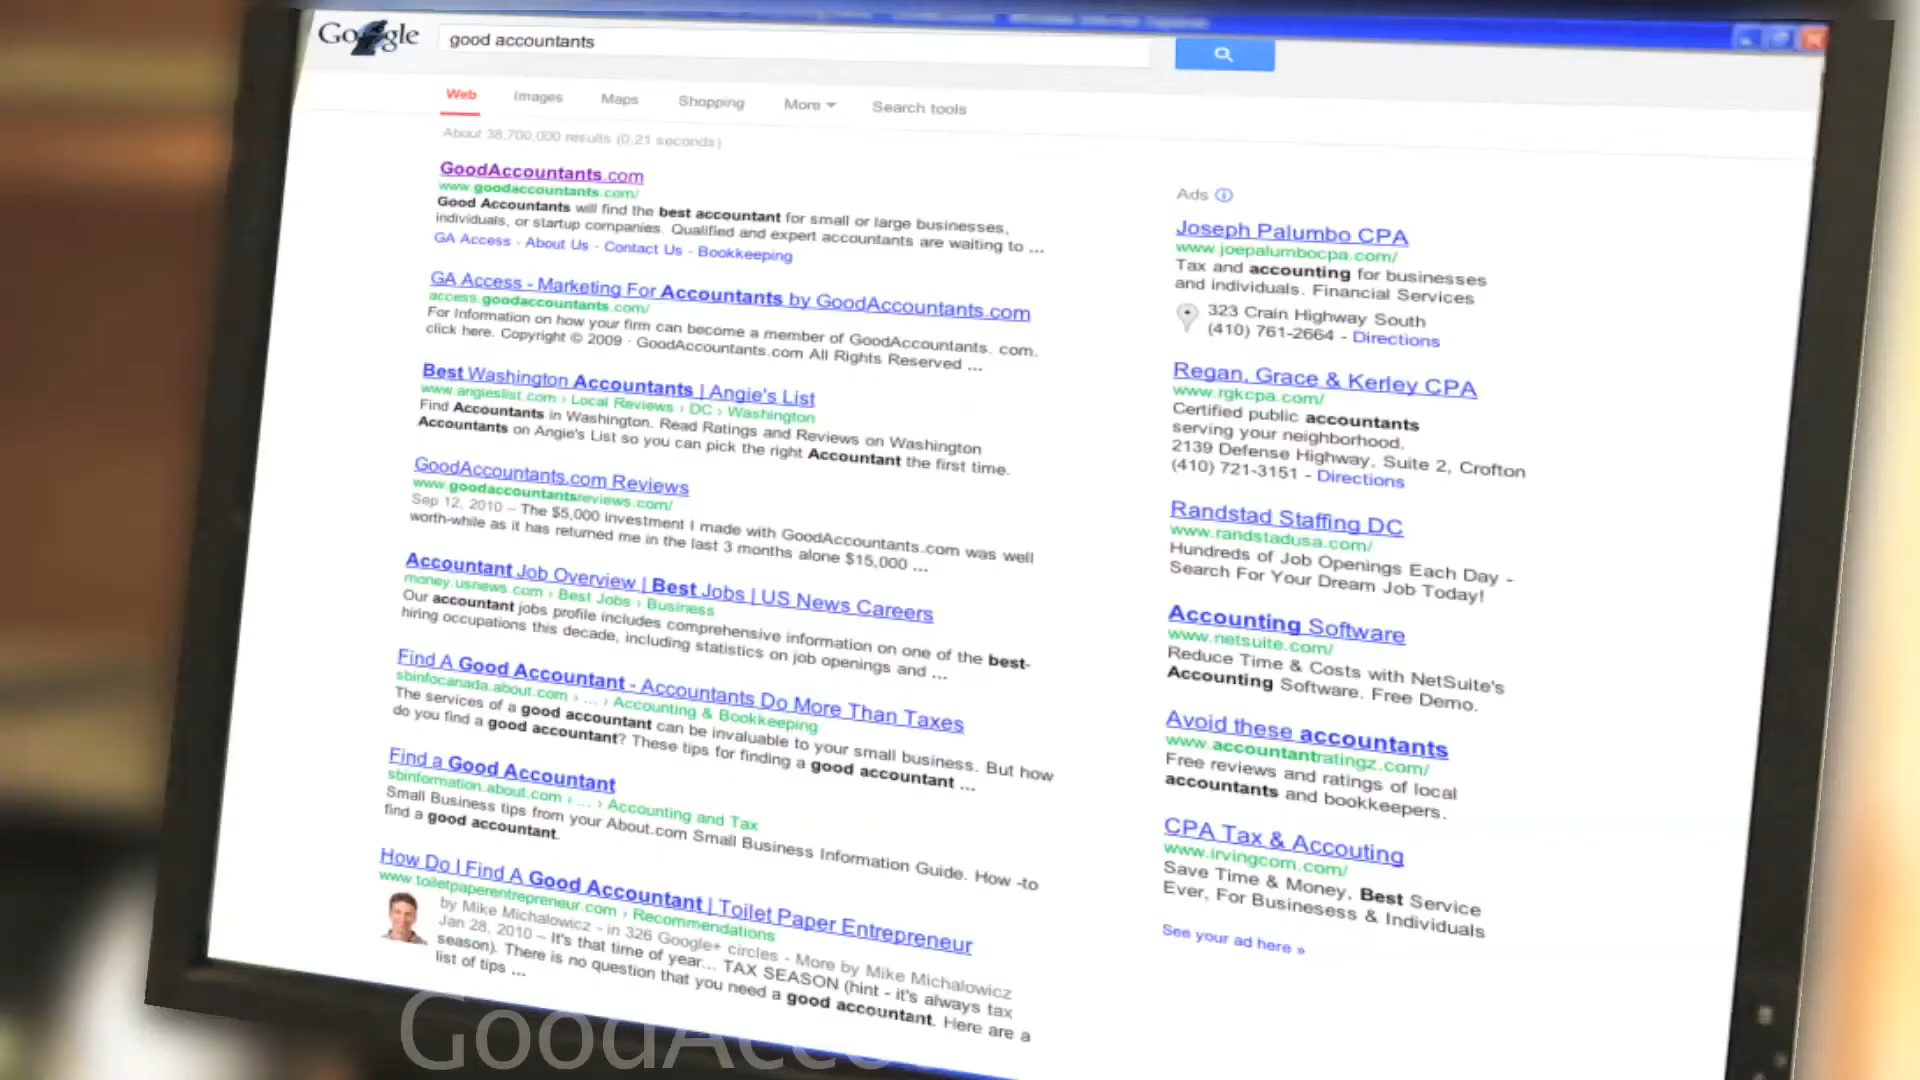 Google
good accountants
Web Images Maps Shopping More Search tools
About 38,700,000 results (0.21 seconds)
GoodAccountants.com
www.goodaccountants.com/
Good Accountants will find the best accountant for small or large businesses,
individuals, or startup companies. Qualified and expert accountants are waiting to ...
GA Access - About Us - Contact Us - Bookkeeping
GA Access - Marketing For Accountants by GoodAccountants.com
access.goodaccountants.com/
For Information on how your firm can become a member of GoodAccountants. com.
click here. Copyright © 2009 · GoodAccountants.com All Rights Reserved ...
Best Washington Accountants | Angie's List
www.angieslist.com › Local Reviews › DC › Washington
Find Accountants in Washington. Read Ratings and Reviews on Washington
Accountants on Angie's List so you can pick the right Accountant the first time.
GoodAccountants.com Reviews
www.goodaccountantsreviews.com/
Sep 12, 2010 – The $5,000 investment I made with GoodAccountants.com was well
worth-while as it has returned me in the last 3 months alone $15,000 ...
Accountant Job Overview | Best Jobs | US News Careers
money.usnews.com › Best Jobs › Business
Our accountant jobs profile includes comprehensive information on one of the best-
hiring occupations this decade, including statistics on job openings and ...
Find A Good Accountant - Accountants Do More Than Taxes
sbinfocanada.about.com › ... › Accounting & Bookkeeping
The services of a good accountant can be invaluable to your small business. But how
do you find a good accountant? These tips for finding a good accountant ...
Find a Good Accountant
sbinformation.about.com › ... › Accounting and Tax
Small Business tips from your About.com Small Business Information Guide. How -to
find a good accountant.
How Do I Find A Good Accountant | Toilet Paper Entrepreneur
www.toiletpaperentrepreneur.com › Recommendations
by Mike Michalowicz - in 326 Google+ circles - More by Mike Michalowicz
Jan 28, 2010 – It's that time of year... TAX SEASON (hint - it's always tax
season). There is no question that you need a good accountant. Here are a
list of tips ...
Ads
Joseph Palumbo CPA
www.joepalumbocpa.com/
Tax and accounting for businesses
and individuals. Financial Services
323 Crain Highway South
(410) 761-2664 - Directions
Regan, Grace & Kerley CPA
www.rgkcpa.com/
Certified public accountants
serving your neighborhood.
2139 Defense Highway, Suite 2, Crofton
(410) 721-3151 - Directions
Randstad Staffing DC
www.randstadusa.com/
Hundreds of Job Openings Each Day -
Search For Your Dream Job Today!
Accounting Software
www.netsuite.com/
Reduce Time & Costs with NetSuite's
Accounting Software. Free Demo.
Avoid these accountants
www.accountantratingz.com/
Free reviews and ratings of local
accountants and bookkeepers.
CPA Tax & Accouting
www.irvingcom.com/
Save Time & Money, Best Service
Ever, For Businesess & Individuals
See your ad here »